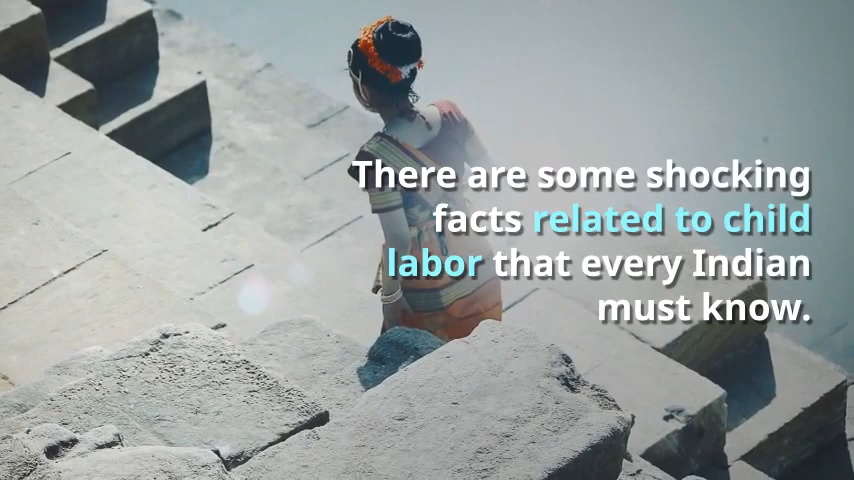 There are some shocking
facts related to child
labor that every Indian
must know.